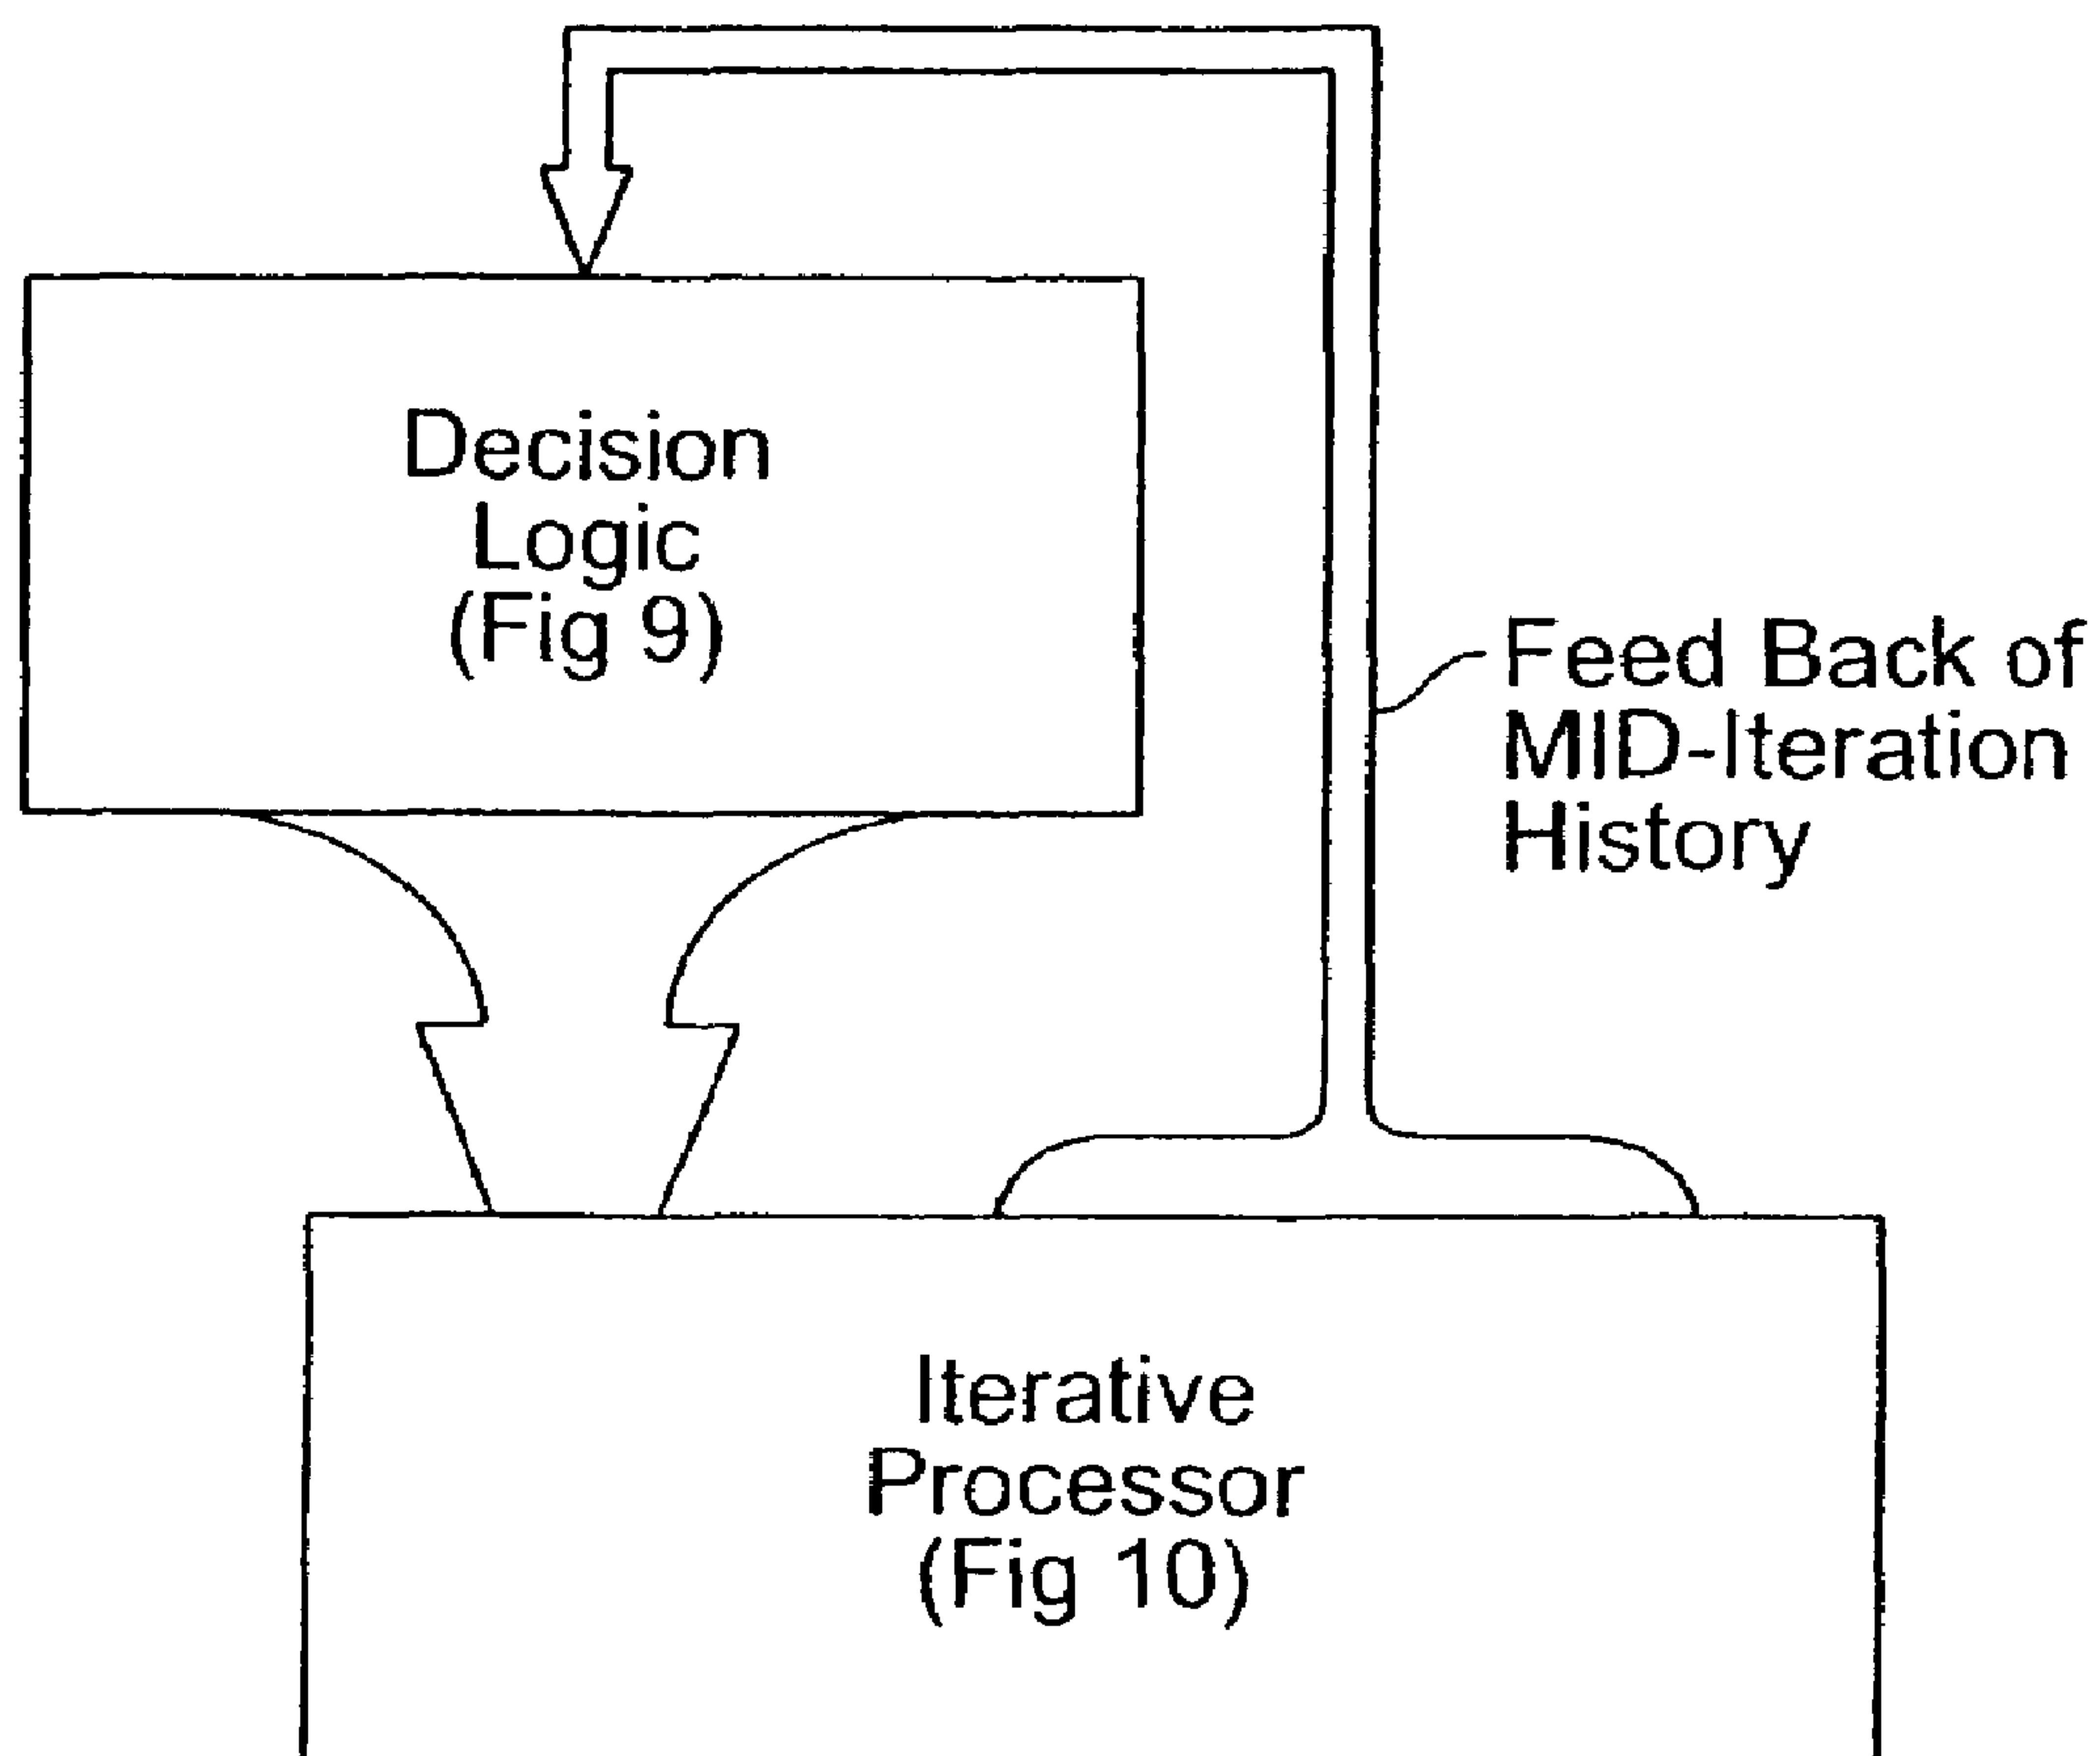 Decision
Logic
(Fig 9)
Feed Back of
MID-Iteration
History
Iterative
Processor
(Fig 10)